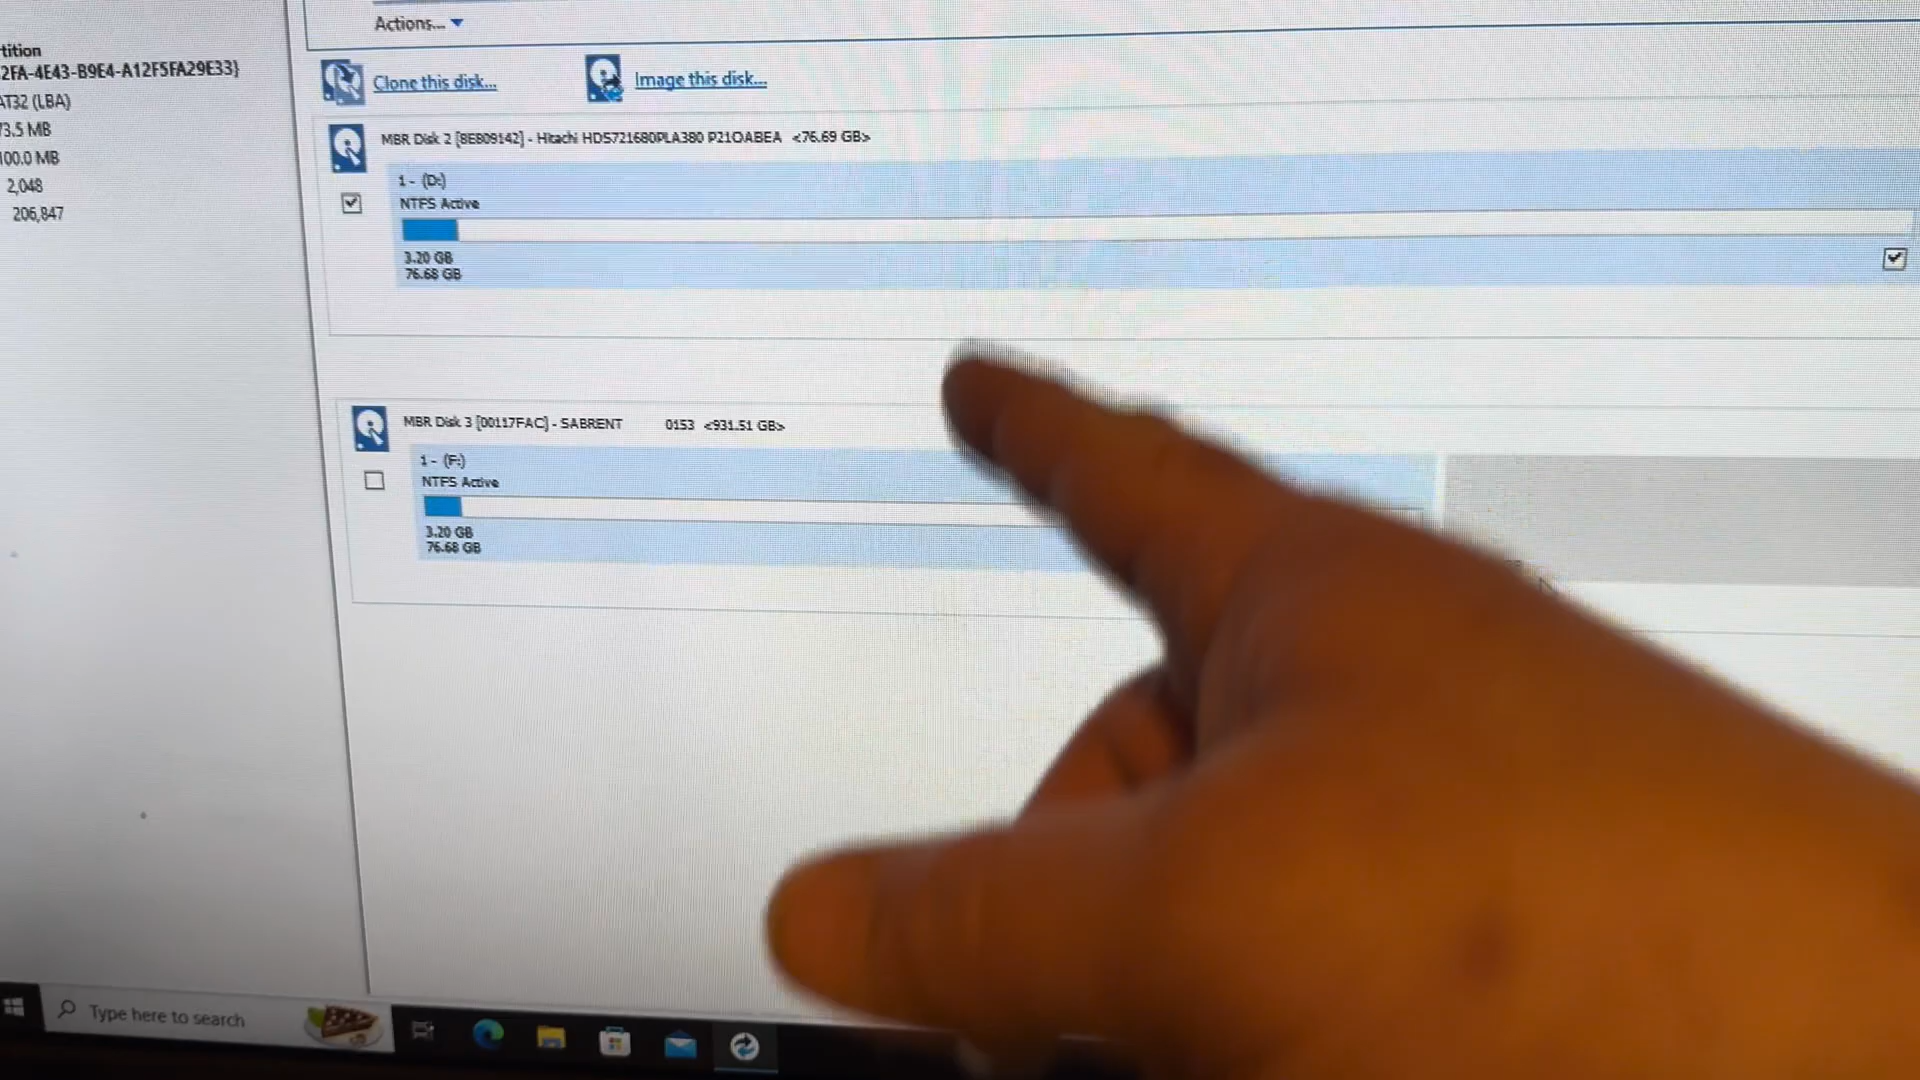 tition
2FA-4E43-B9E4-A12F5FA29E33}
AT32 (LBA)
73.5 MB
100.0 MB
2,048
206,847
Actions...
Clone this disk...
Image this disk...
MBR Disk 2 [8E809142] - Hitachi HDS721680PLA380 P21OABEA <76.69 GB>
1 - (D:)
NTFS Active
3.20 GB
76.68 GB
MBR Disk 3 [00117FAC] - SABRENT 0153 <931.51 GB>
1 - (F:)
NTFS Active
3.20 GB
76.68 GB
Type here to search